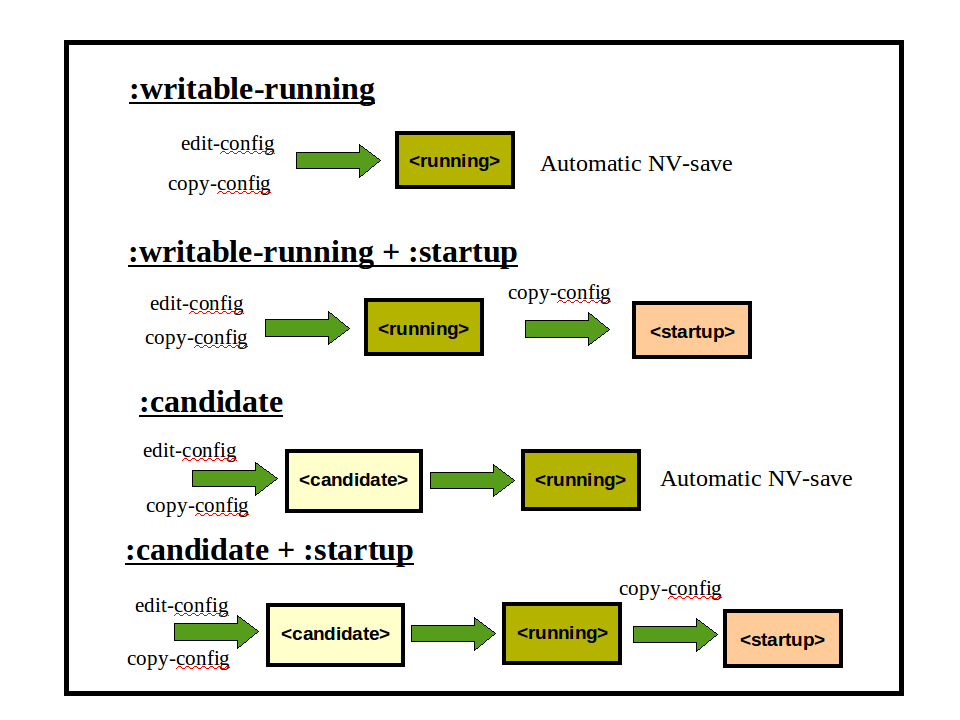 :writable-running
edit-config
<running>
Automatic NV-save
copy-config
:writable-running + :startup
copy-config
edit-config
<running>
<startup>
copy-config
:candidate
edit-config
<candidate>
<running>
Automatic NV-save
copy-config
:candidate + :startup
copy-config
edit-config
<candidate>
<running>
<startup>
copy-config